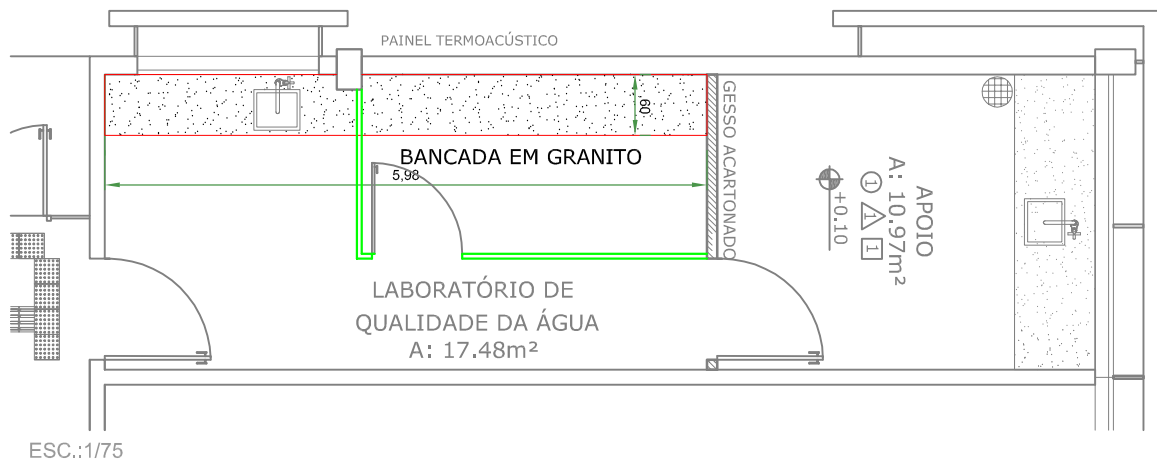 PAINEL TERMOACÚSTICO
60
BANCADA EM GRANITO
5,98
GESSO ACARTONADO
LABORATÓRIO DE
QUALIDADE DA ÁGUA
A: 17.48m²
APOIO
A: 10.97m²
1 1 1
+0.10
ESC.:1/75